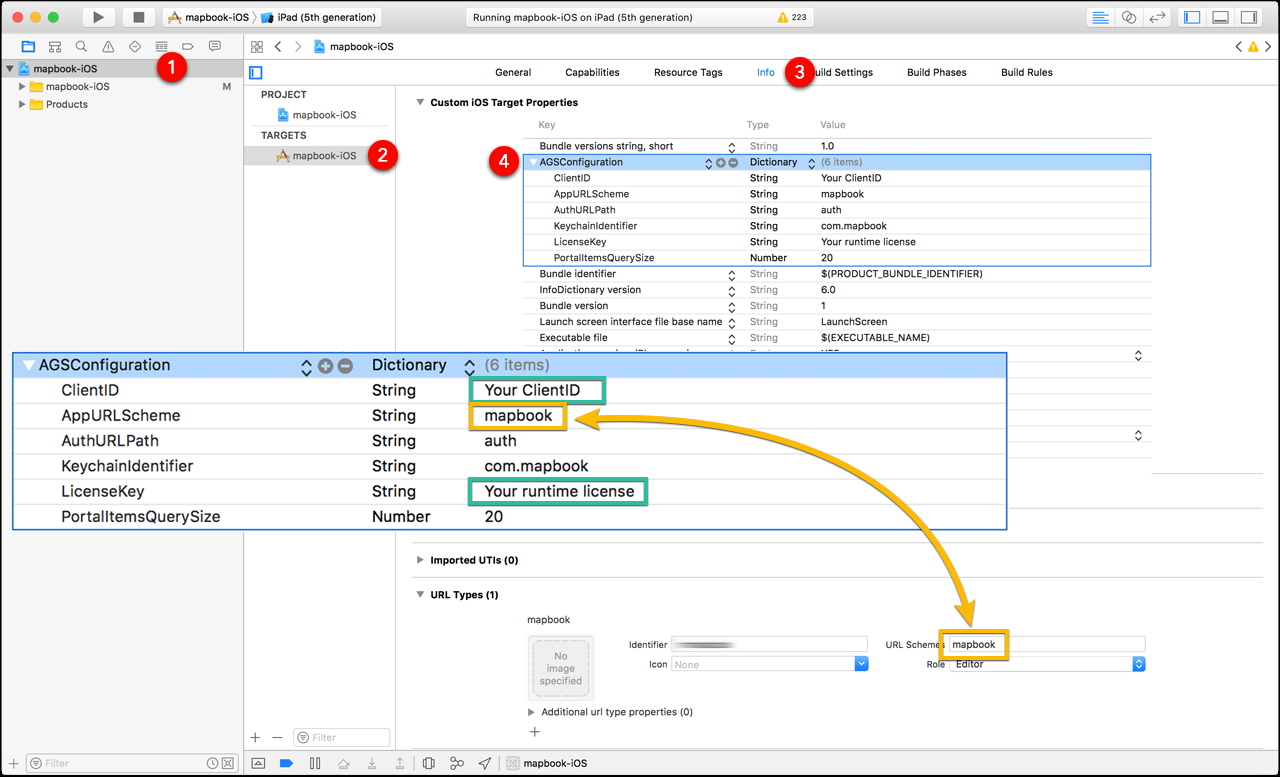 mapbook-iOS iPad (5th generation) Running mapbook-iOS on iPad (5th generation) 223
mapbook-iOS
mapbook-iOS 1
mapbook-iOS M
Products
General Capabilities Resource Tags Info 3 uild Settings Build Phases Build Rules
PROJECT
mapbook-iOS
TARGETS
mapbook-iOS 2
Custom iOS Target Properties
Key Type Value
Bundle versions string, short String 1.0
4 AGSConfiguration Dictionary (6 items)
ClientID String Your ClientID
AppURLScheme String mapbook
AuthURLPath String auth
KeychainIdentifier String com.mapbook
LicenseKey String Your runtime license
PortalItemsQuerySize Number 20
Bundle identifier String $(PRODUCT_BUNDLE_IDENTIFIER)
InfoDictionary version String 6.0
Bundle version String 1
Launch screen interface file base name String LaunchScreen
Executable file String $(EXECUTABLE_NAME)
AGSConfiguration Dictionary (6 items)
ClientID String Your ClientID
AppURLScheme String mapbook
AuthURLPath String auth
KeychainIdentifier String com.mapbook
LicenseKey String Your runtime license
PortalItemsQuerySize Number 20
Imported UTIs (0)
URL Types (1)
mapbook
No
image
specified
Identifier URL Schemes mapbook
Icon None Role Editor
Additional url type properties (0)
Filter
Filter mapbook-iOS